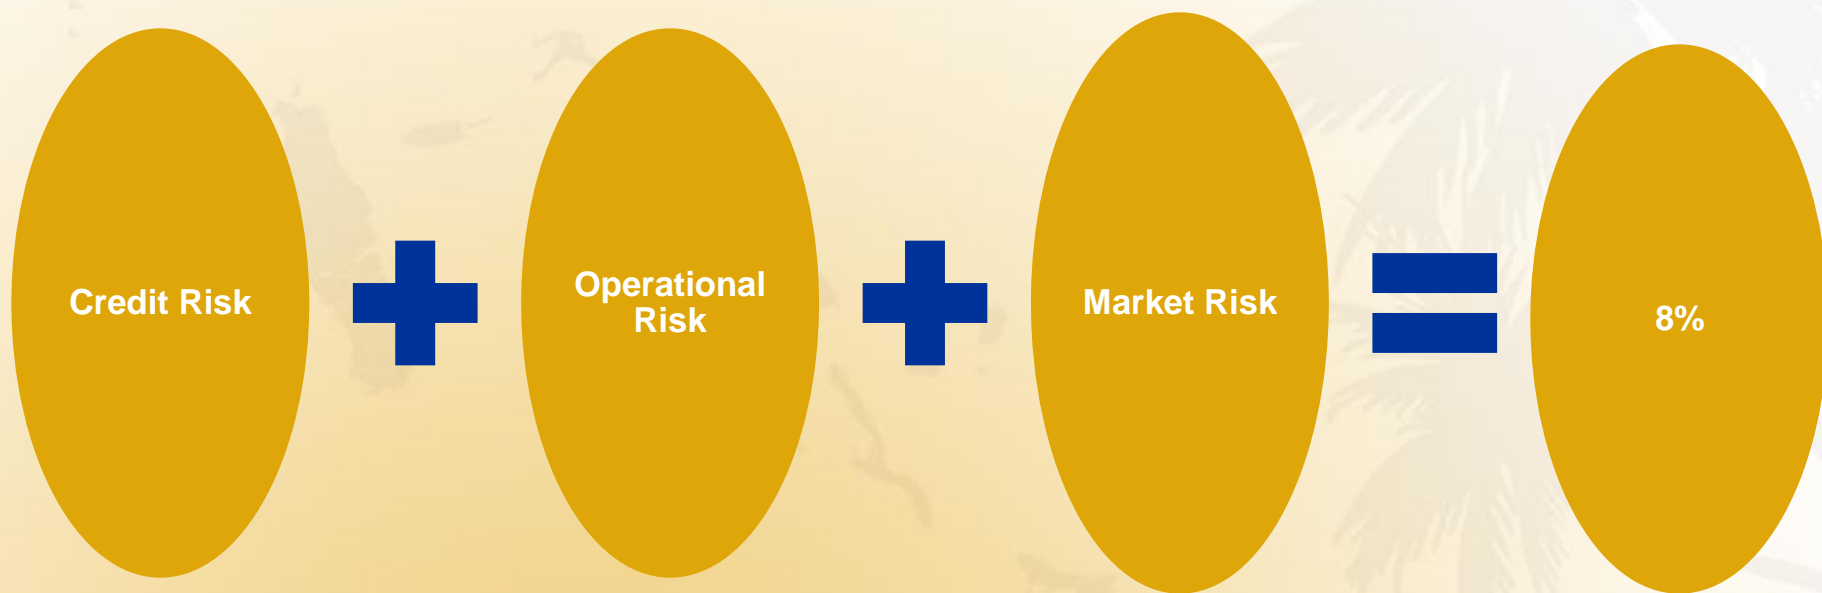 Credit Risk
Operational
Risk
Market Risk
8%